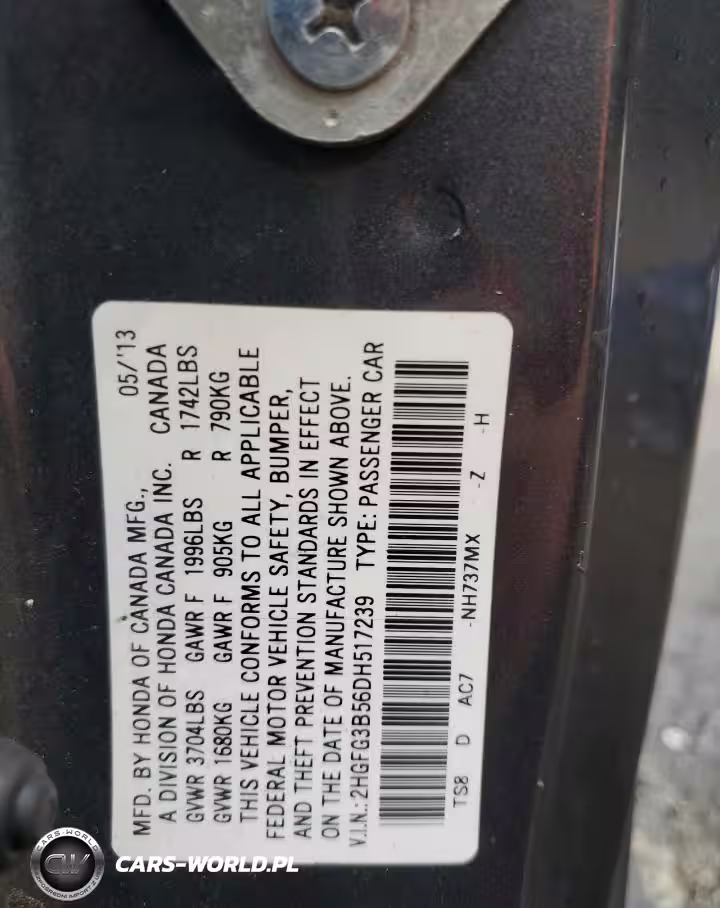 MFD. BY HONDA OF CANADA MFG., 05/'13
A DIVISION OF HONDA CANADA INC. CANADA
GVWR 3704LBS GAWR F 1996LBS R 1742LBS
GVWR 1680KG GAWR F 905KG R 790KG
THIS VEHICLE CONFORMS TO ALL APPLICABLE
FEDERAL MOTOR VEHICLE SAFETY, BUMPER,
AND THEFT PREVENTION STANDARDS IN EFFECT
ON THE DATE OF MANUFACTURE SHOWN ABOVE.
V.I.N.: 2HGFG3B56DH517239 TYPE: PASSENGER CAR
TS8 D AC7 -NH737MX -Z -H
CARS-WORLD
CW
CARS-WORLD.PL